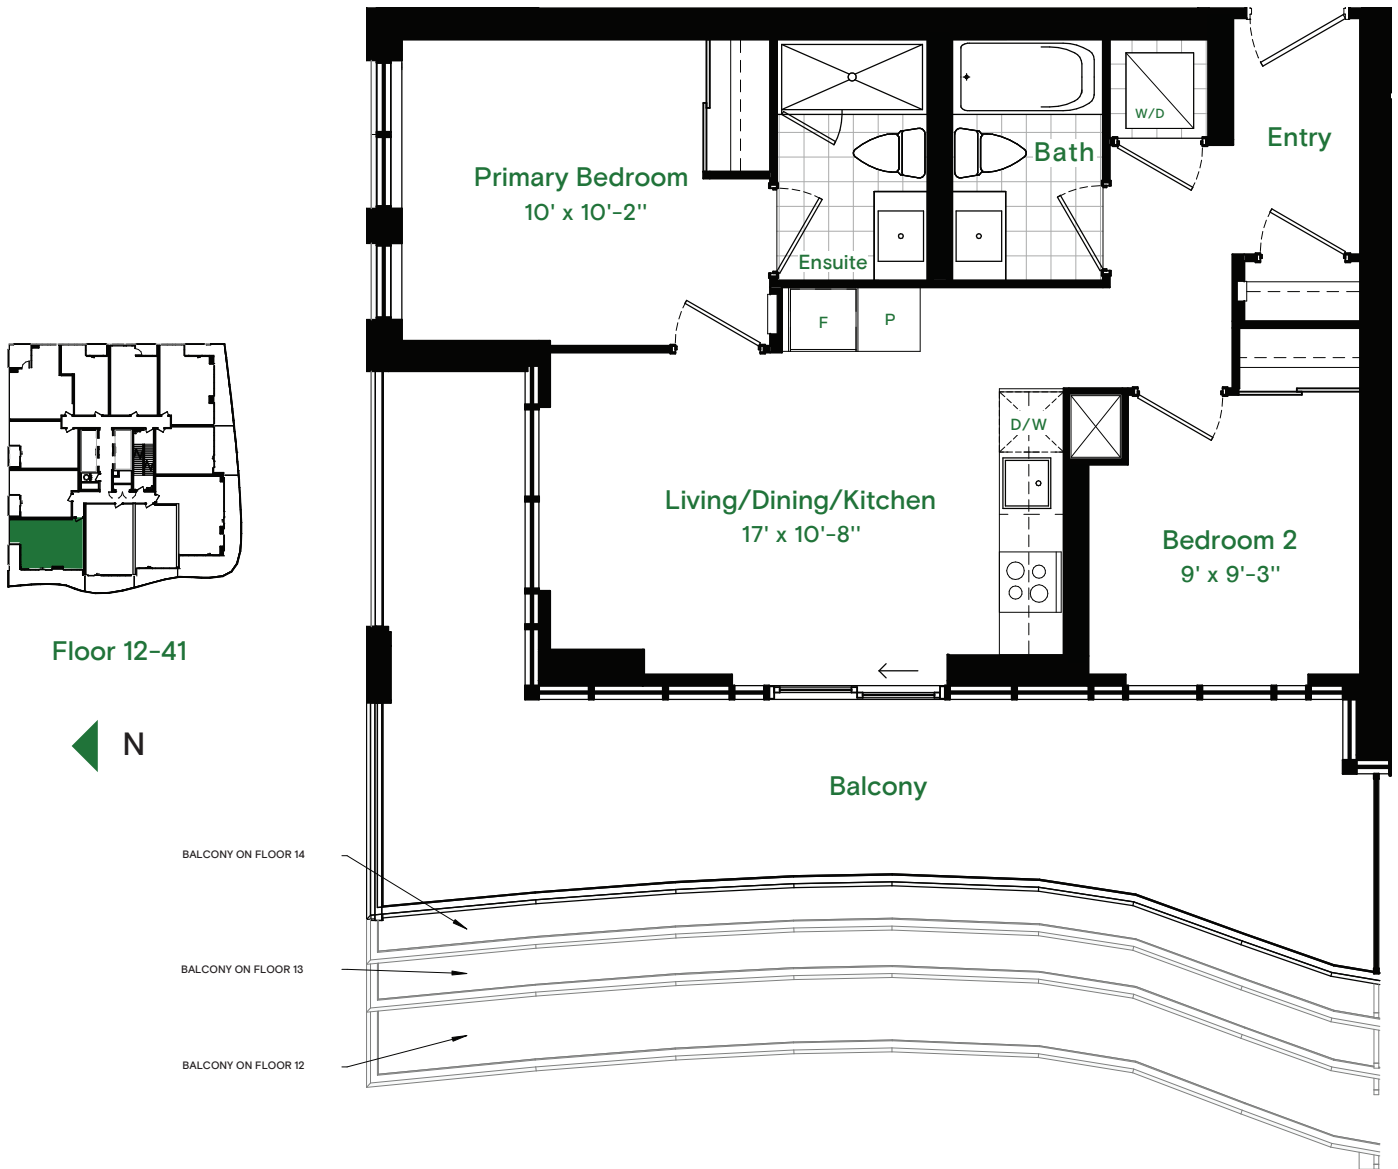 W/D
Entry
Bath
Primary Bedroom
10' x 10'-2''
Ensuite
F
P
D/W
Living/Dining/Kitchen
17' x 10'-8''
Bedroom 2
9' x 9'-3''
Floor 12-41
N
Balcony
BALCONY ON FLOOR 14
BALCONY ON FLOOR 13
BALCONY ON FLOOR 12